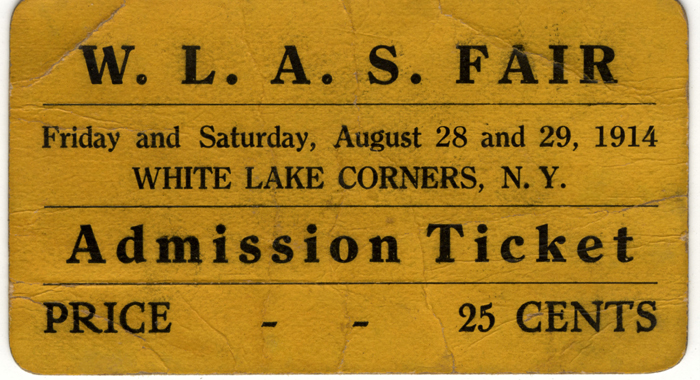 W. L. A. S. FAIR
Friday and Saturday, August 28 and 29, 1914
WHITE LAKE CORNERS, N. Y.
Admission Ticket
PRICE - - 25 CENTS